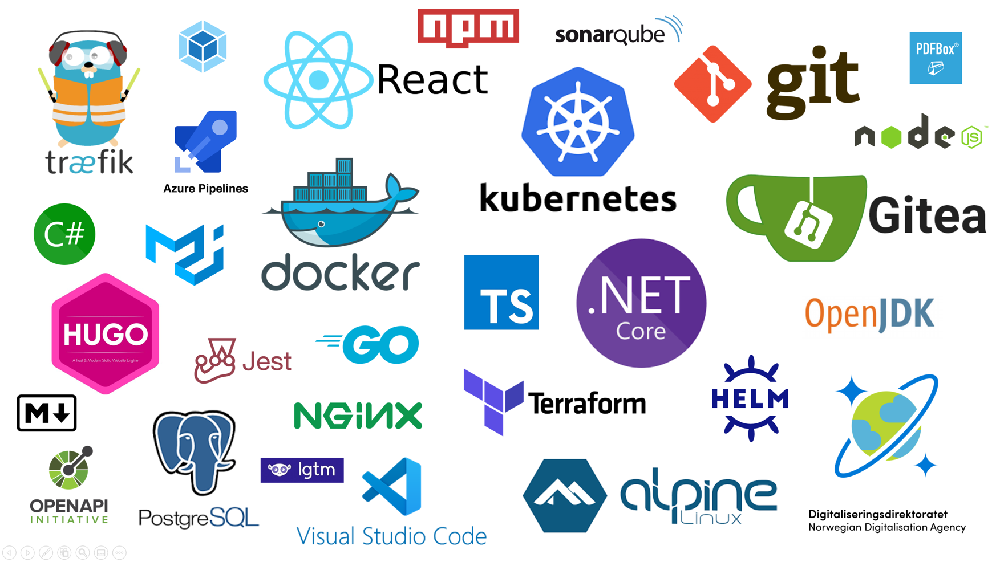 npm
sonarqube
React
git
PDFBox®
node JS™
træfik
Azure Pipelines
kubernetes
Gitea
C#
docker
TS
.NET
Core
OpenJDK
HUGO
A Fast & Modern Static Website Engine
Jest
GO
Terraform
HELM
M
NGiNX
lgtm
OPENAPI
INITIATIVE
PostgreSQL
Visual Studio Code
alpine
Linux
Digitaliseringsdirektoratet
Norwegian Digitalisation Agency